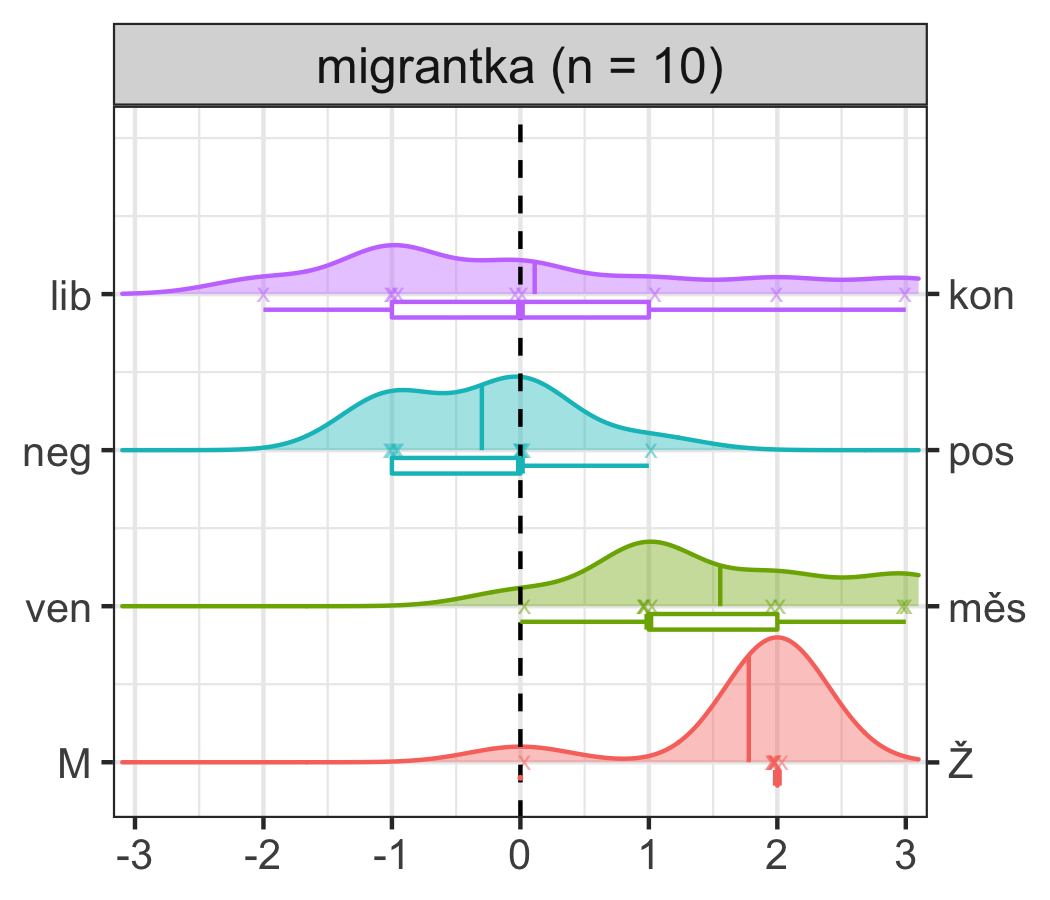 migrantka (n = 10)
lib kon
neg pos
ven měs
M Ž
-3 -2 -1 0 1 2 3